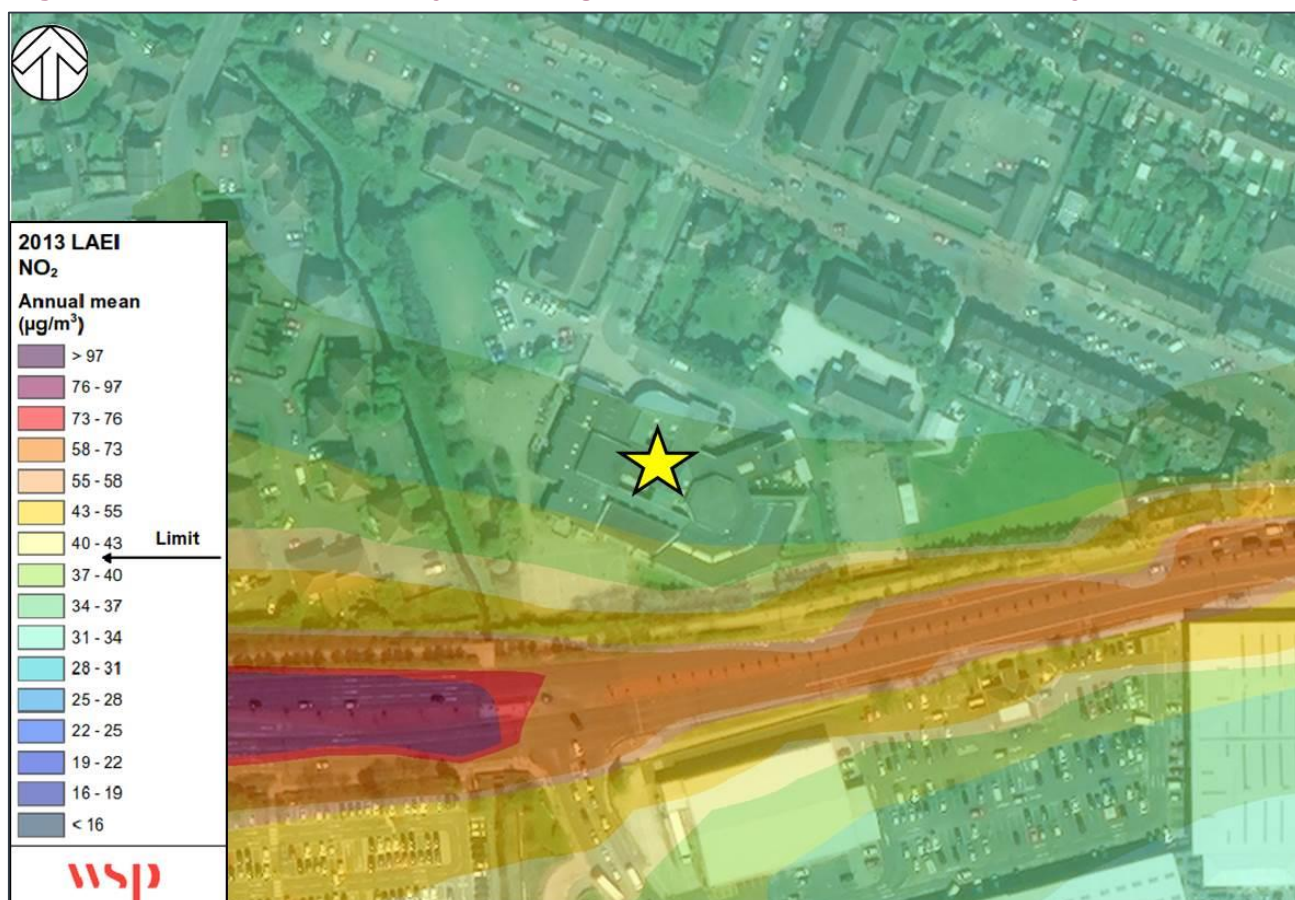 2013 LAEI
NO₂
Annual mean
(µg/m³)
> 97
76 - 97
73 - 76
58 - 73
55 - 58
43 - 55
40 - 43
Limit
37 - 40
34 - 37
31 - 34
28 - 31
25 - 28
22 - 25
19 - 22
16 - 19
< 16
wsp